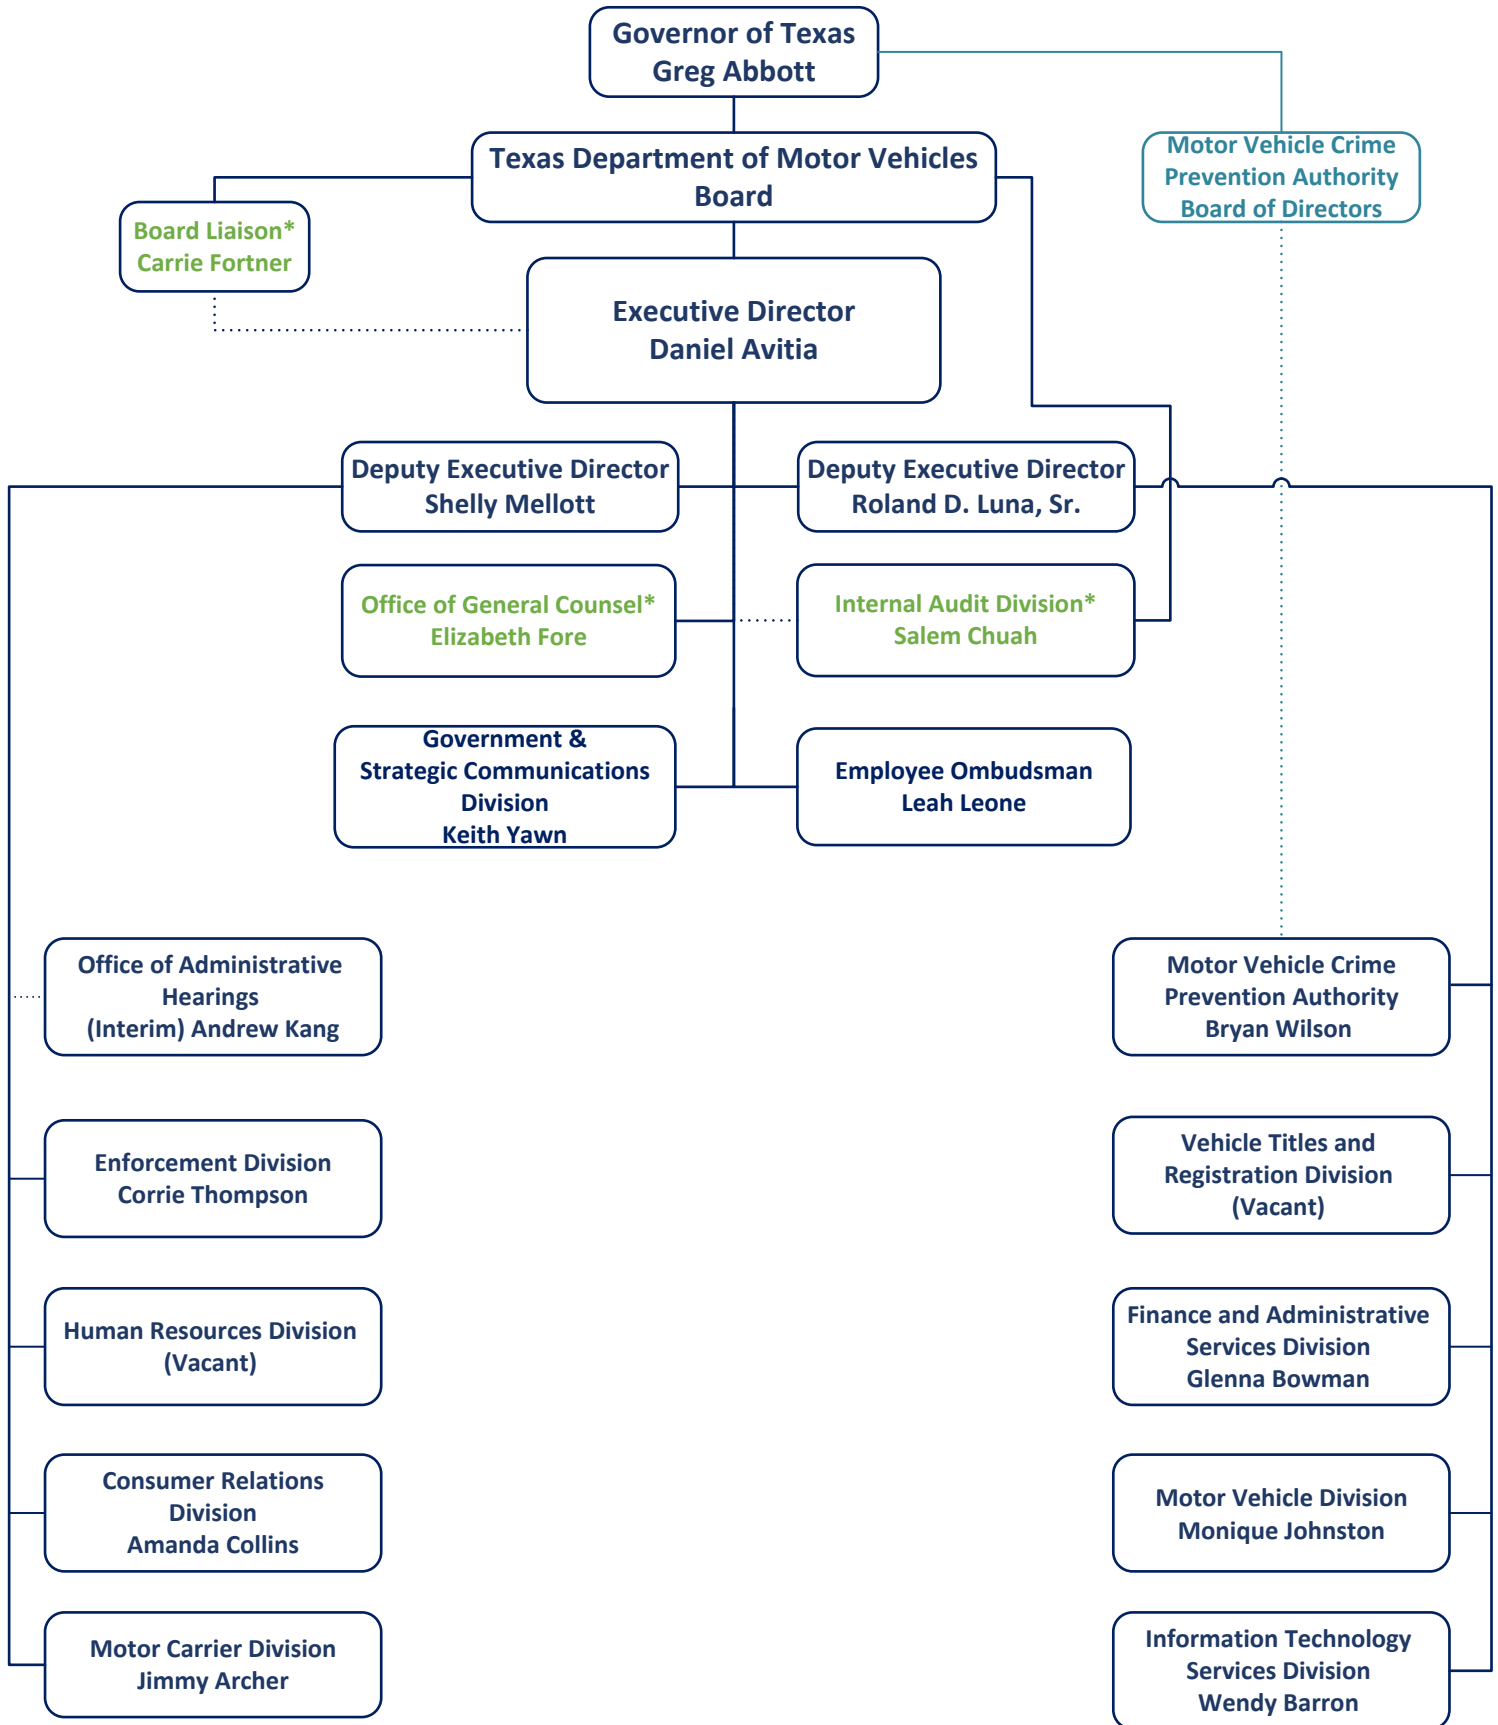 Governor of Texas
Greg Abbott
Texas Department of Motor Vehicles
Board
Motor Vehicle Crime
Prevention Authority
Board of Directors
Board Liaison*
Carrie Fortner
Executive Director
Daniel Avitia
Deputy Executive Director
Shelly Mellott
Deputy Executive Director
Roland D. Luna, Sr.
Office of General Counsel*
Elizabeth Fore
Internal Audit Division*
Salem Chuah
Government &
Strategic Communications
Division
Keith Yawn
Employee Ombudsman
Leah Leone
Office of Administrative
Hearings
(Interim) Andrew Kang
Motor Vehicle Crime
Prevention Authority
Bryan Wilson
Enforcement Division
Corrie Thompson
Vehicle Titles and
Registration Division
(Vacant)
Human Resources Division
(Vacant)
Finance and Administrative
Services Division
Glenna Bowman
Consumer Relations
Division
Amanda Collins
Motor Vehicle Division
Monique Johnston
Motor Carrier Division
Jimmy Archer
Information Technology
Services Division
Wendy Barron